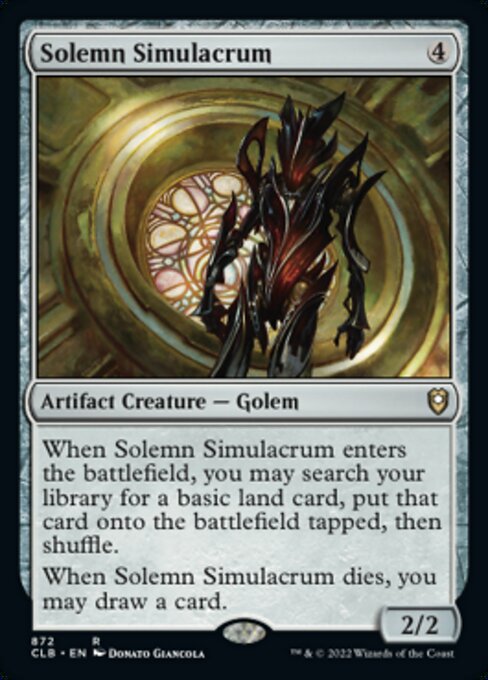 Solemn Simulacrum 4
Artifact Creature — Golem
When Solemn Simulacrum enters
the battlefield, you may search your
library for a basic land card, put that
card onto the battlefield tapped, then
shuffle.
When Solemn Simulacrum dies, you
may draw a card.
2/2
872 R
CLB • EN Donato Giancola
™ & © 2022 Wizards of the Coast